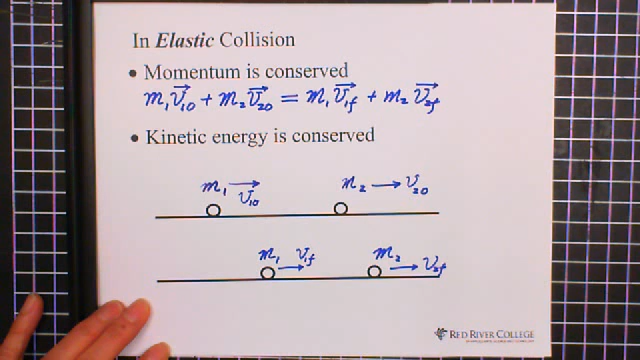 In Elastic Collision
• Momentum is conserved
m₁v⃗₁₀ + m₂v⃗₂₀ = m₁v⃗₁f + m₂v⃗₂f
• Kinetic energy is conserved
m₁ → v₁₀ m₂ → v₂₀
m₁ → v₁f m₂ → v₂f
RED RIVER COLLEGE